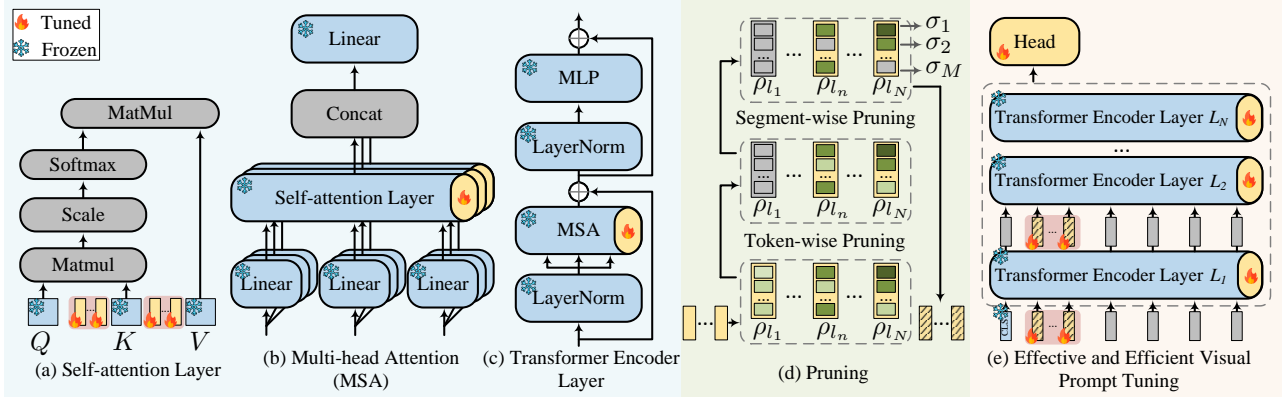 Tuned
Frozen
MatMul
Softmax
Scale
Matmul
Q K V
(a) Self-attention Layer
Linear
Concat
Self-attention Layer
Linear Linear Linear
(b) Multi-head Attention
(MSA)
MLP
LayerNorm
MSA
LayerNorm
(c) Transformer Encoder
Layer
σ1
σ2
σM
... ... ...
ρl1 ... ρln ... ρlN
Segment-wise Pruning
... ... ...
ρl1 ... ρln ... ρlN
Token-wise Pruning
... ... ...
ρl1 ... ρln ... ρlN
... ...
(d) Pruning
Head
Transformer Encoder Layer LN
...
Transformer Encoder Layer L2
...
Transformer Encoder Layer L1
CLS ...
(e) Effective and Efficient Visual
Prompt Tuning